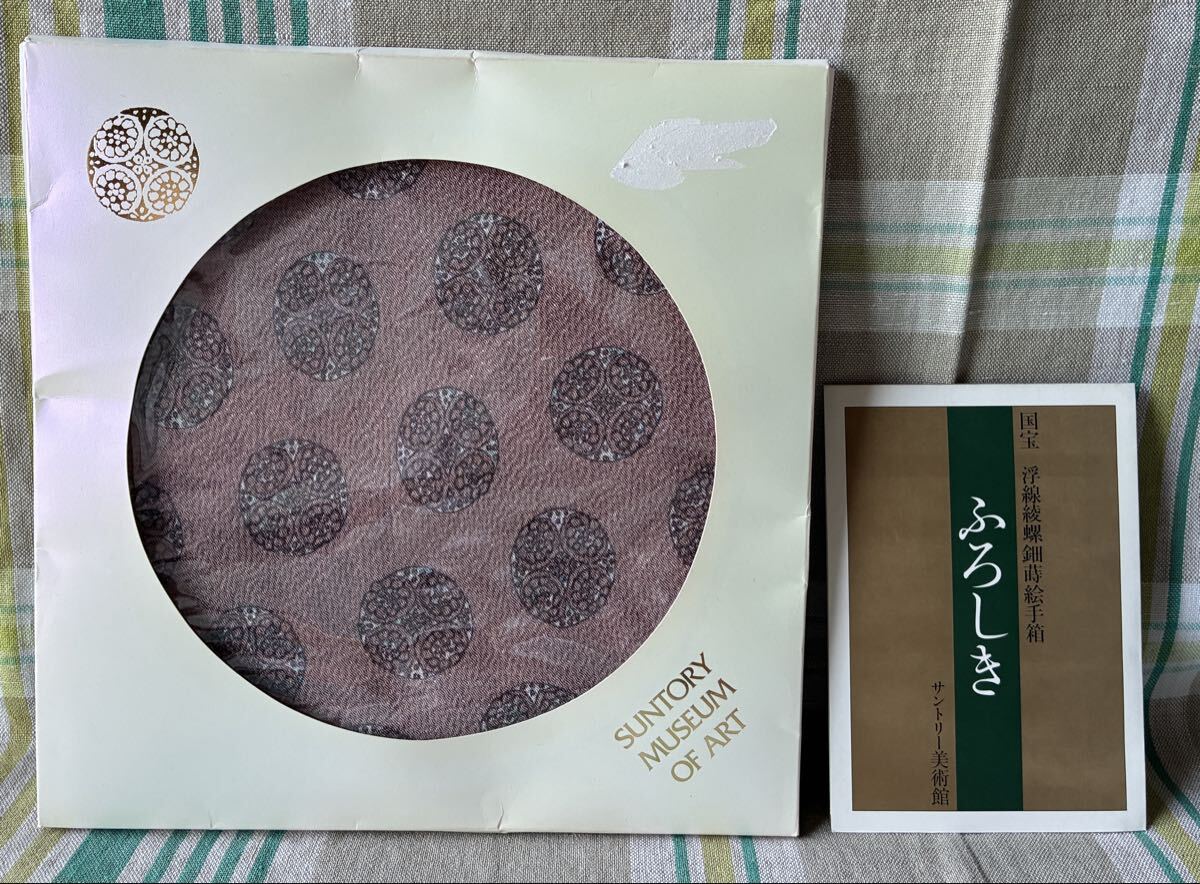 SUNTORY
MUSEUM
OF ART
国宝 浮線綾螺鈿蒔絵手箱
ふろしき
サントリー美術館